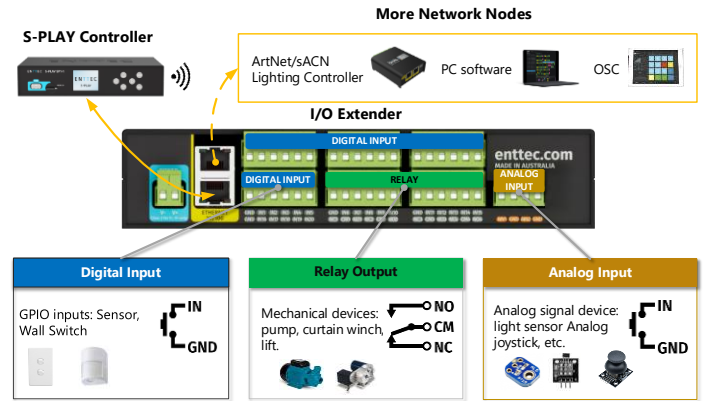 More Network Nodes
S-PLAY Controller
ArtNet/sACN
Lighting Controller
PC software
OSC
ENTTEC
I/O Extender
DIGITAL INPUT
enttec.com
MADE IN AUSTRALIA
DIGITAL INPUT
RELAY
ANALOG
INPUT
V- V+
Digital Input
Relay Output
Analog Input
GPIO inputs: Sensor,
Wall Switch
IN
GND
Mechanical devices:
pump, curtain winch,
lift.
NO
CM
NC
Analog signal device:
light sensor Analog
joystick, etc.
IN
GND